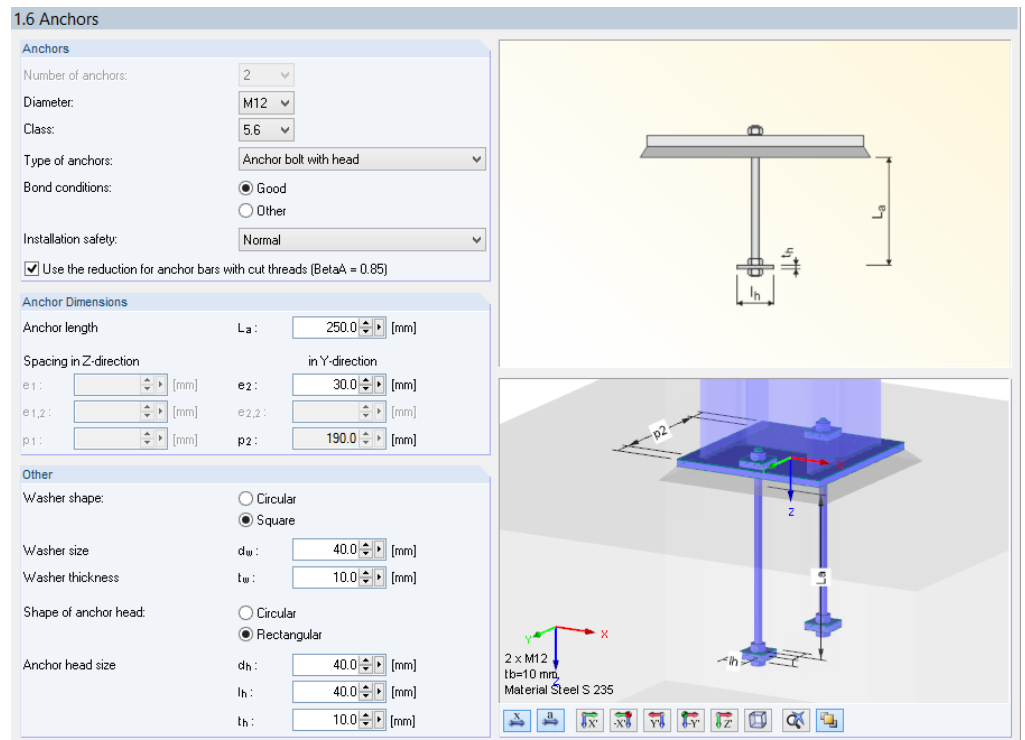 1.6 Anchors
Anchors
Number of anchors: 2
Diameter: M12
Class: 5.6
Type of anchors: Anchor bolt with head
Bond conditions: Good
Other
Installation safety: Normal
Use the reduction for anchor bars with cut threads (BetaA = 0.85)
Anchor Dimensions
Anchor length La: 250.0 [mm]
Spacing in Z-direction in Y-direction
e1: [mm] e2: 30.0 [mm]
e1,2: [mm] e2,2: [mm]
p1: [mm] p2: 190.0 [mm]
Other
Washer shape: Circular
Square
Washer size dw: 40.0 [mm]
Washer thickness tw: 10.0 [mm]
Shape of anchor head: Circular
Rectangular
Anchor head size dh: 40.0 [mm]
lh: 40.0 [mm]
th: 10.0 [mm]
La
th
lh
p2
Z
La
lh
Y X
2 x M12
tb=10 mm
Z
Material Steel S 235
x a X' -X' Y' -Y' Z'